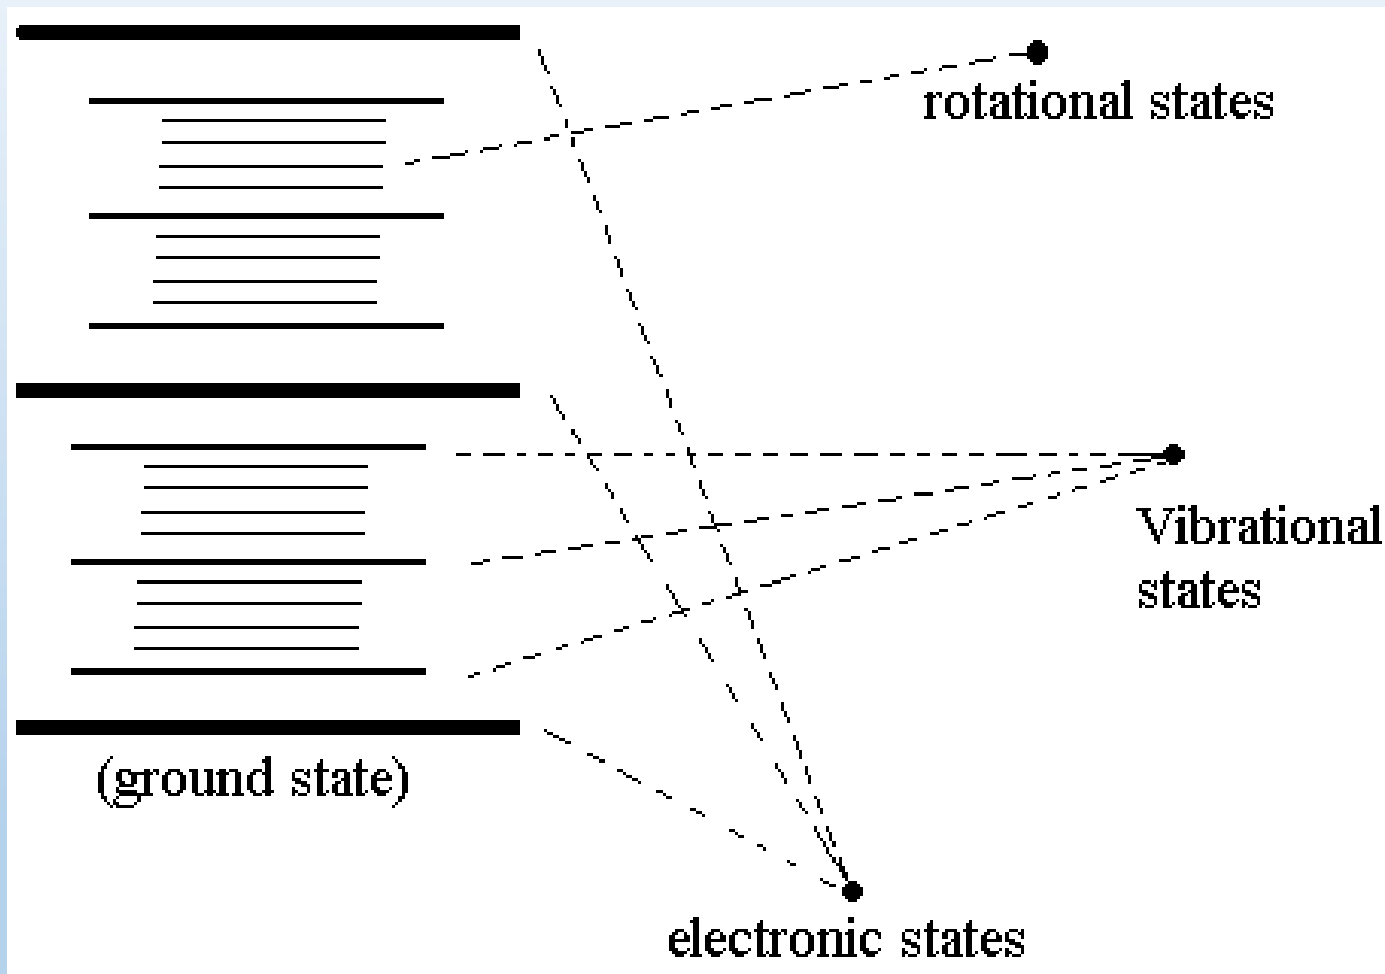 rotational states
Vibrational
states
(ground state)
electronic states